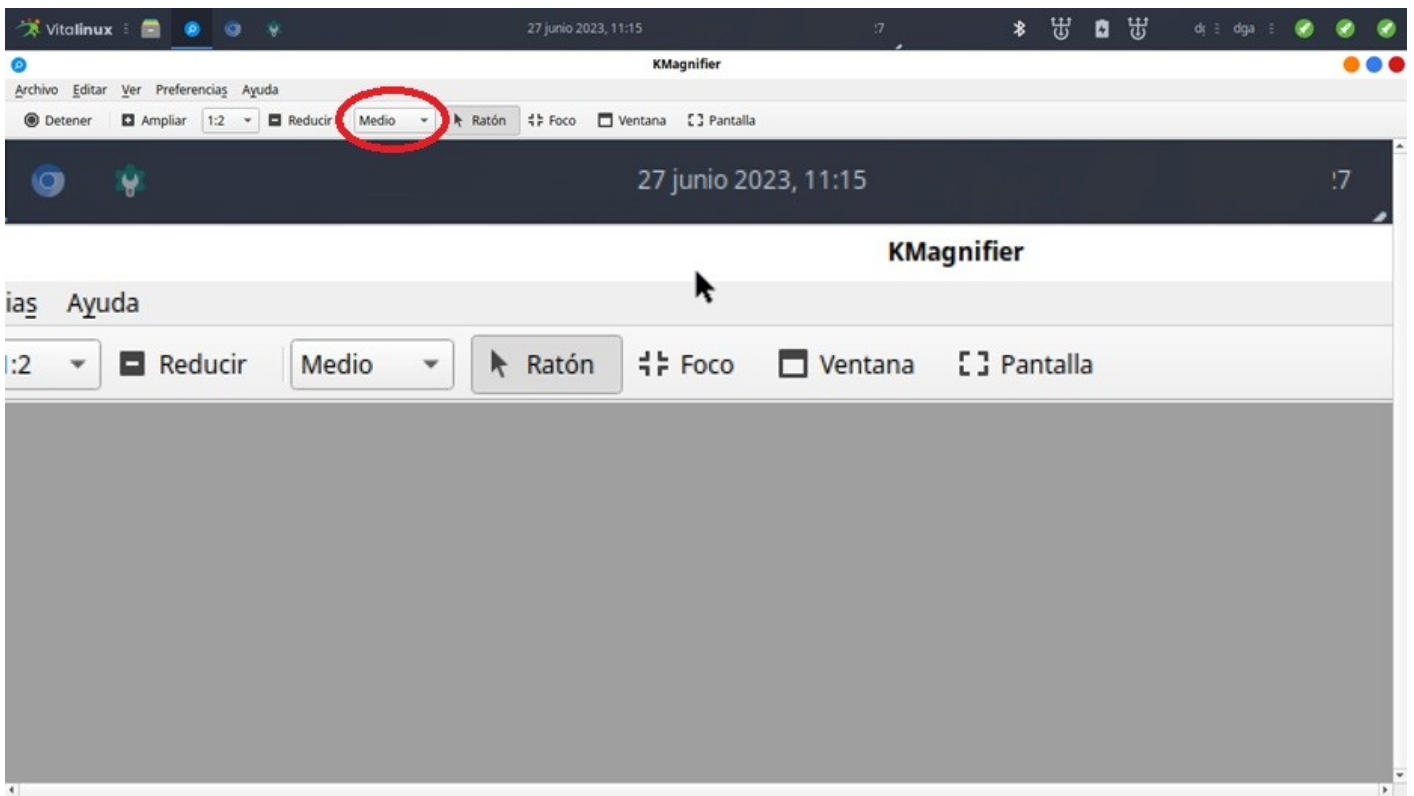 Vitalinux 27 junio 2023, 11:15 :7 dga
KMagnifier
Archivo Editar Ver Preferencias Ayuda
Detener Ampliar 1:2 Reducir Medio Ratón Foco Ventana Pantalla
27 junio 2023, 11:15
KMagnifier
ias Ayuda
:2 Reducir Medio Ratón Foco Ventana Pantalla